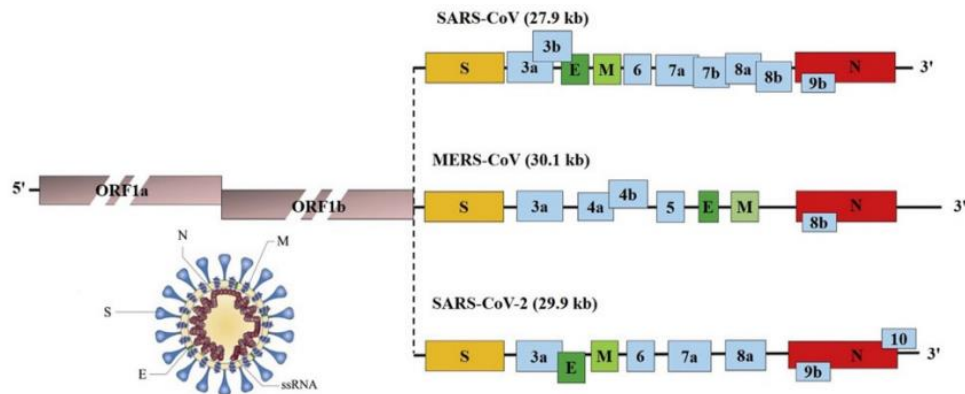 SARS-CoV (27.9 kb)
S 3a 3b E M 6 7a 7b 8a 8b 9b N 3'
5' ORF1a ORF1b
MERS-CoV (30.1 kb)
S 3a 4a 4b 5 E M 8b N 3'
SARS-CoV-2 (29.9 kb)
S 3a E M 6 7a 8a 9b N 10 3'
N M
S
E ssRNA